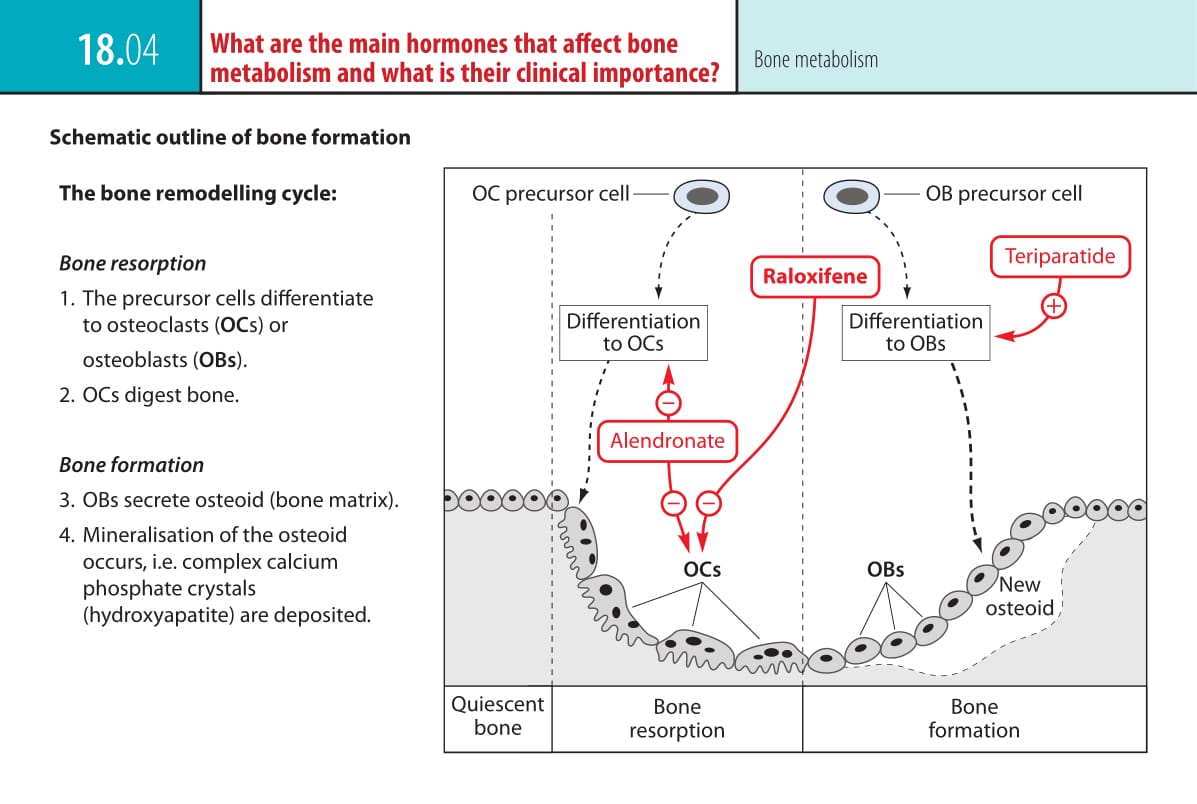 18.04
What are the main hormones that affect bone
metabolism and what is their clinical importance?
Bone metabolism
Schematic outline of bone formation
The bone remodelling cycle:
Bone resorption
1. The precursor cells differentiate
to osteoclasts (OCs) or
osteoblasts (OBs).
2. OCs digest bone.
Bone formation
3. OBs secrete osteoid (bone matrix).
4. Mineralisation of the osteoid
occurs, i.e. complex calcium
phosphate crystals
(hydroxyapatite) are deposited.
OC precursor cell
OB precursor cell
Teriparatide
Raloxifene
+
Differentiation
to OCs
Differentiation
to OBs
−
Alendronate
− −
OCs
OBs
New
osteoid
Quiescent
bone
Bone
resorption
Bone
formation